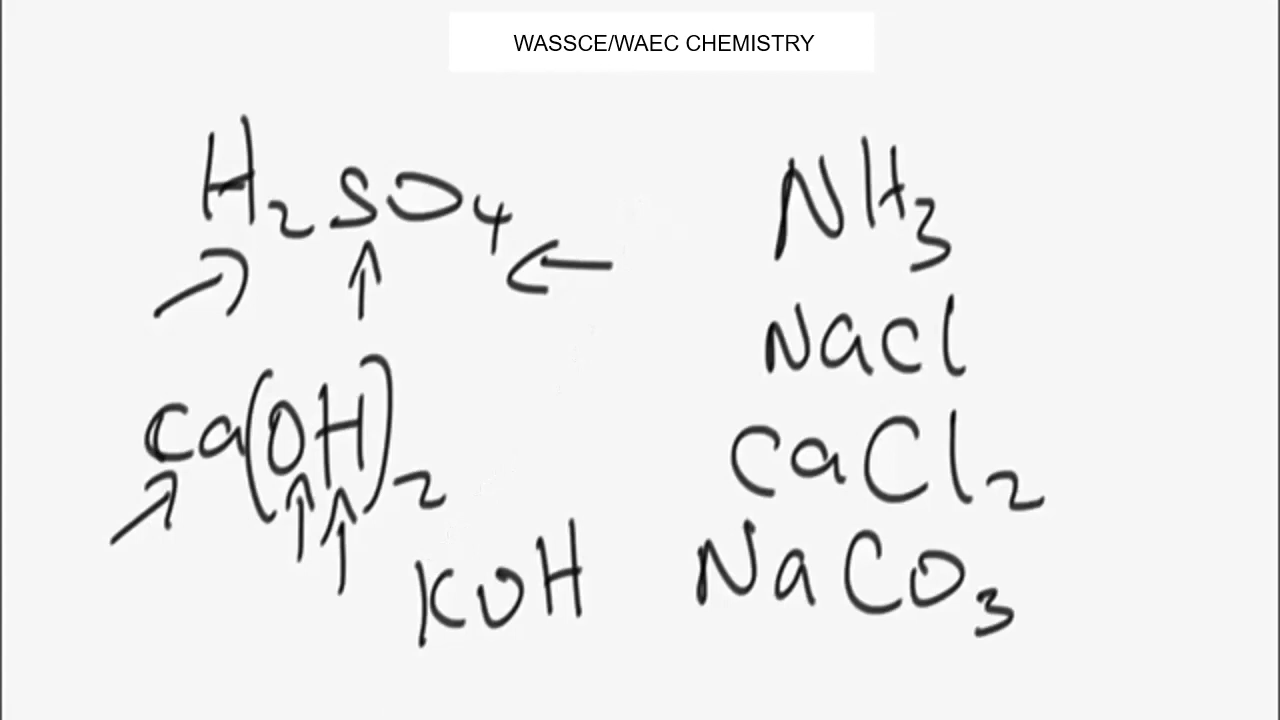 WASSCE/WAEC CHEMISTRY
H₂SO₄
Ca(OH)₂
KOH
NH₃
NaCl
CaCl₂
NaCO₃